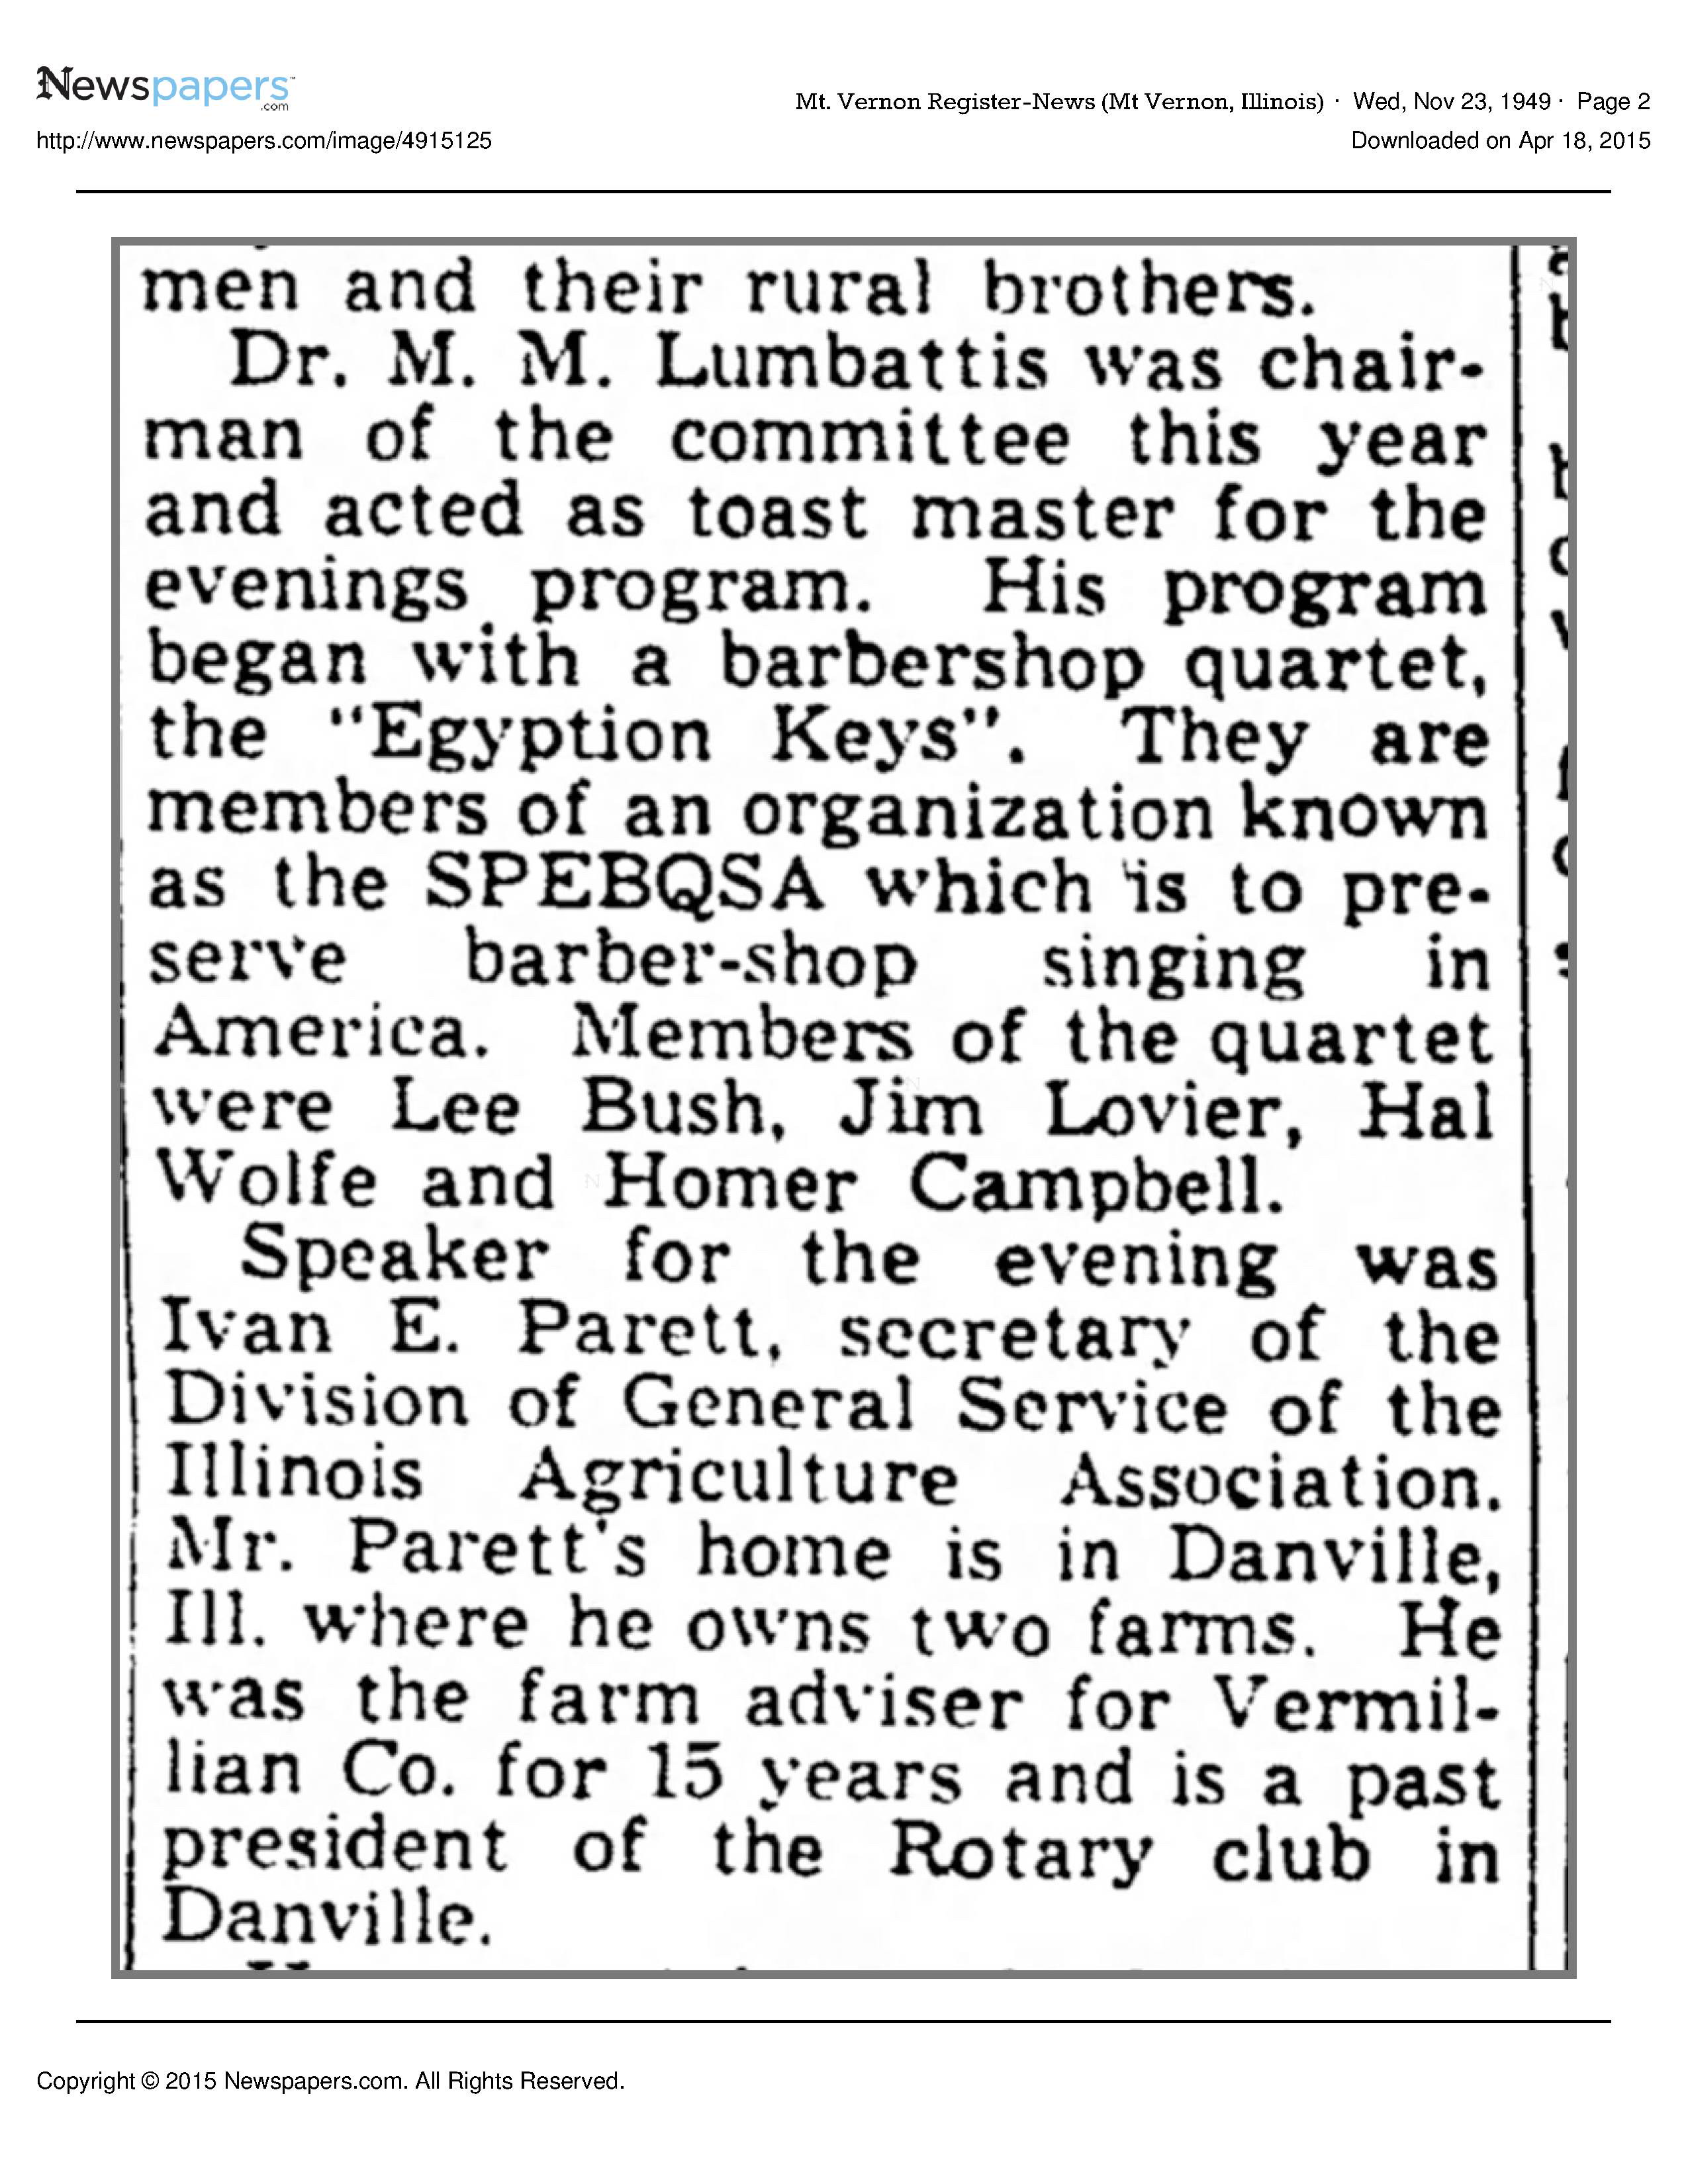 Newspapers™
.com
Mt. Vernon Register-News (Mt Vernon, Illinois) · Wed, Nov 23, 1949 · Page 2
http://www.newspapers.com/image/4915125
Downloaded on Apr 18, 2015
men and their rural brothers.
Dr. M. M. Lumbattis was chair-
man of the committee this year
and acted as toast master for the
evenings program. His program
began with a barbershop quartet,
the "Egyption Keys". They are
members of an organization known
as the SPEBQSA which is to pre-
serve barber-shop singing in
America. Members of the quartet
were Lee Bush, Jim Lovier, Hal
Wolfe and Homer Campbell.
Speaker for the evening was
Ivan E. Parett, secretary of the
Division of General Service of the
Illinois Agriculture Association.
Mr. Parett's home is in Danville,
Ill. where he owns two farms. He
was the farm adviser for Vermil-
lian Co. for 15 years and is a past
president of the Rotary club in
Danville.
Copyright © 2015 Newspapers.com. All Rights Reserved.